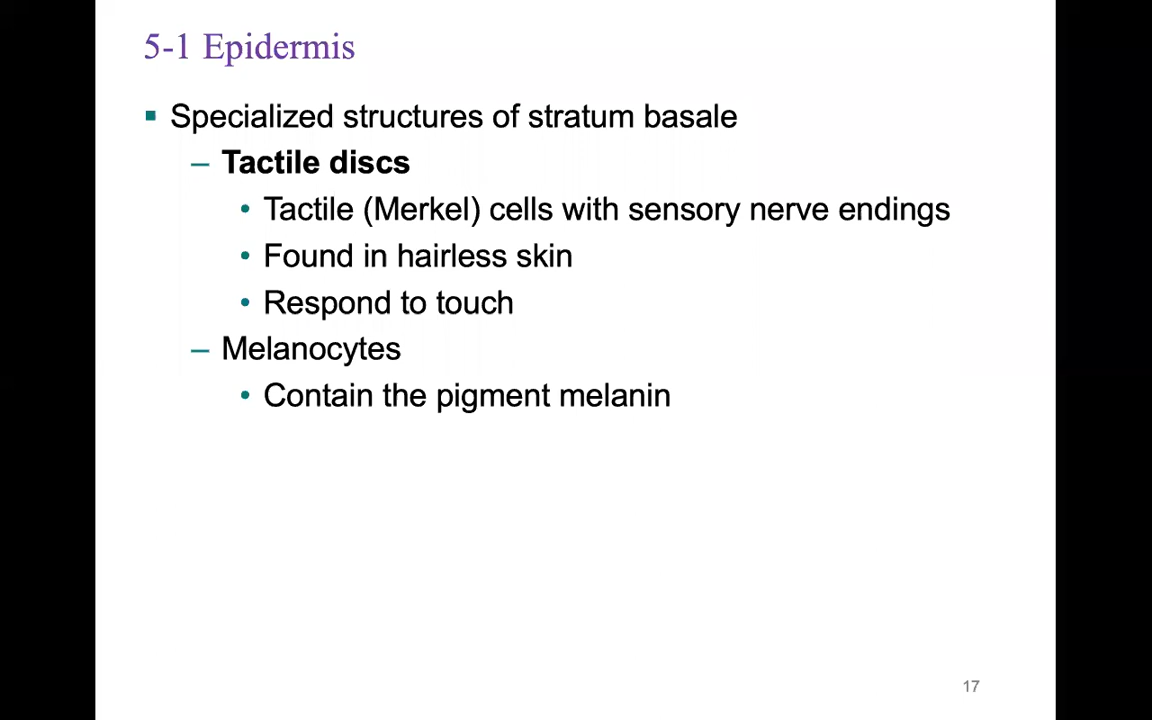 5-1 Epidermis
▪ Specialized structures of stratum basale
– Tactile discs
• Tactile (Merkel) cells with sensory nerve endings
• Found in hairless skin
• Respond to touch
– Melanocytes
• Contain the pigment melanin
17